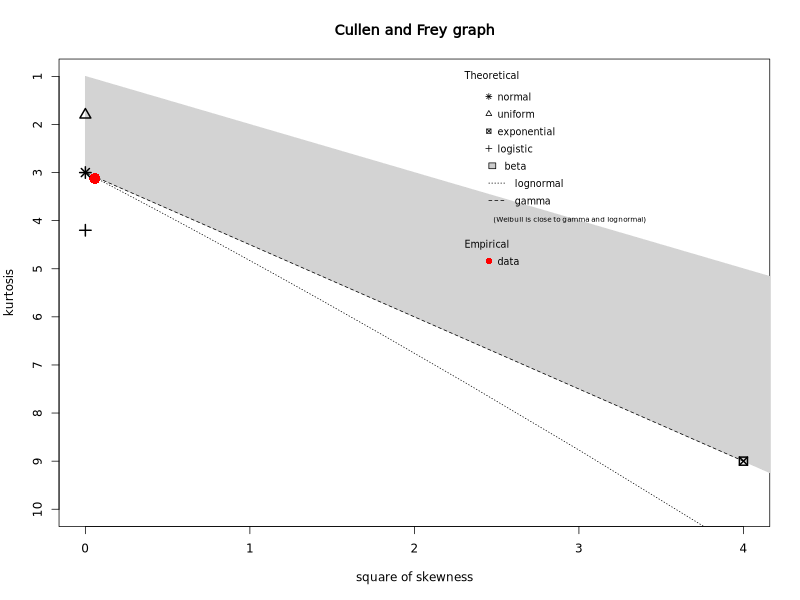 Cullen and Frey graph
Theoretical
normal
uniform
exponential
logistic
beta
lognormal
gamma
(Weibull is close to gamma and lognormal)
Empirical
data
kurtosis
1
2
3
4
5
6
7
8
9
10
0 1 2 3 4
square of skewness